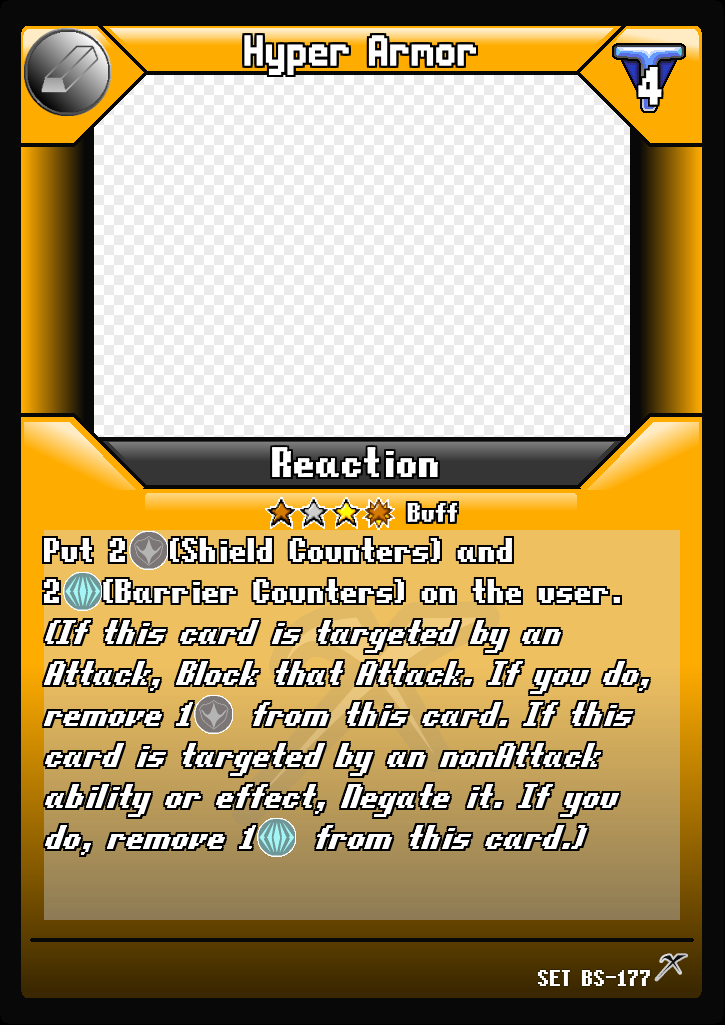 Hyper Armor
4
Reaction
Buff
Put 2 (Shield Counters) and
2 (Barrier Counters) on the user.
(If this card is targeted by an
Attack, Block that Attack. If you do,
remove 1 from this card. If this
card is targeted by an nonAttack
ability or effect, Negate it. If you
do, remove 1 from this card.)
SET BS-177